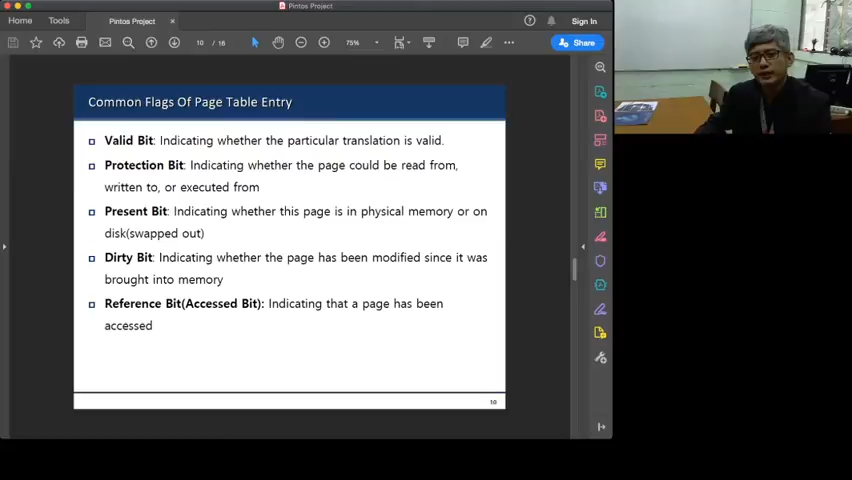 Pintos Project
Home
Tools
Pintos Project
×
Sign In
10 / 16
75%
Share
Common Flags Of Page Table Entry
Valid Bit: Indicating whether the particular translation is valid.
Protection Bit: Indicating whether the page could be read from,
written to, or executed from
Present Bit: Indicating whether this page is in physical memory or on
disk(swapped out)
Dirty Bit: Indicating whether the page has been modified since it was
brought into memory
Reference Bit(Accessed Bit): Indicating that a page has been
accessed
10